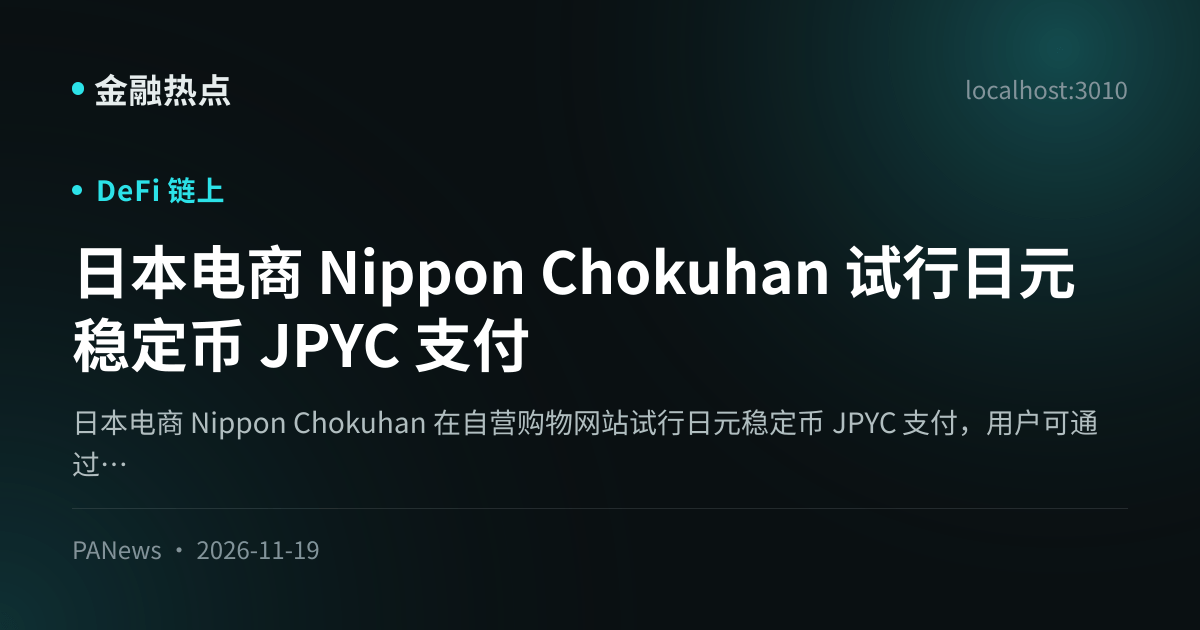 金融热点
localhost:3010
DeFi 链上
日本电商 Nippon Chokuhan 试行日元
稳定币 JPYC 支付
日本电商 Nippon Chokuhan 在自营购物网站试行日元稳定币 JPYC 支付，用户可通
过…
PANews • 2026-11-19